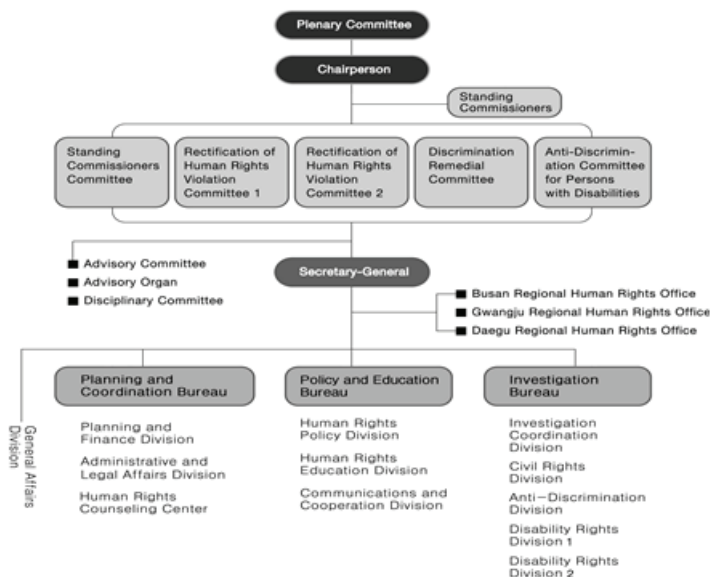 Plenary Committee
Chairperson
Standing
Commissioners
Standing
Commissioners
Committee
Rectification of
Human Rights
Violation
Committee 1
Rectification of
Human Rights
Violation
Committee 2
Discrimination
Remedial
Committee
Anti-Discrimin-
ation Committee
for Persons
with Disabilities
Advisory Committee
Advisory Organ
Disciplinary Committee
Secretary-General
Busan Regional Human Rights Office
Gwangju Regional Human Rights Office
Daegu Regional Human Rights Office
General Affairs
Division
Planning and
Coordination Bureau
Planning and
Finance Division
Administrative and
Legal Affairs Division
Human Rights
Counseling Center
Policy and Education
Bureau
Human Rights
Policy Division
Human Rights
Education Division
Communications and
Cooperation Division
Investigation
Bureau
Investigation
Coordination
Division
Civil Rights
Division
Anti-Discrimination
Division
Disability Rights
Division 1
Disability Rights
Division 2